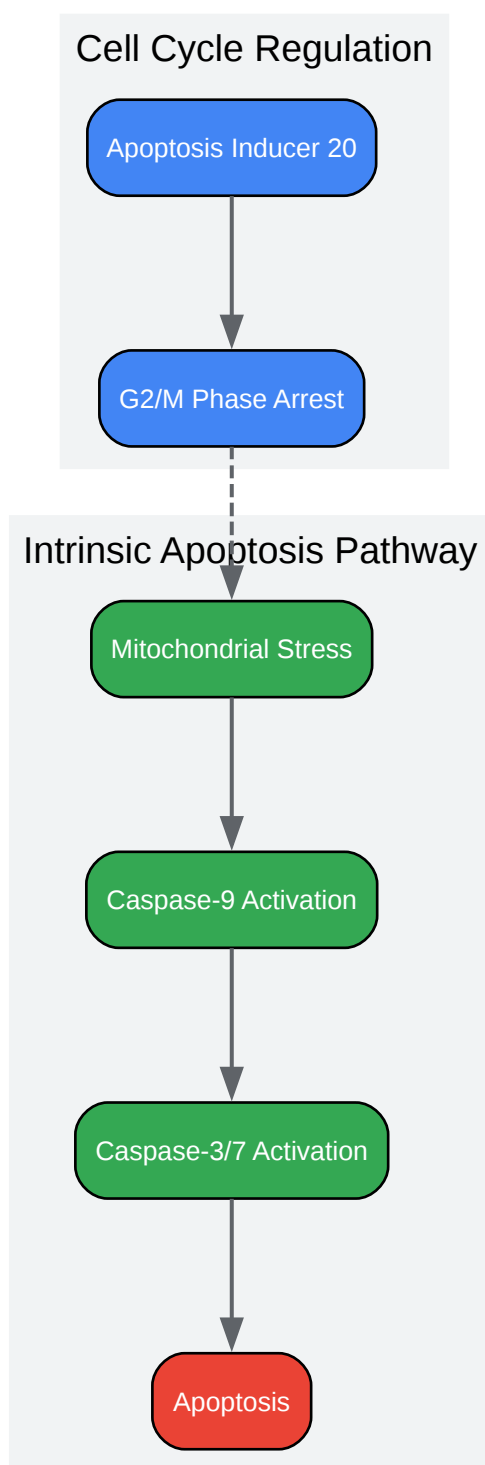 Cell Cycle Regulation
Apoptosis Inducer 20
G2/M Phase Arrest
Intrinsic Apoptosis Pathway
Mitochondrial Stress
Caspase-9 Activation
Caspase-3/7 Activation
Apoptosis